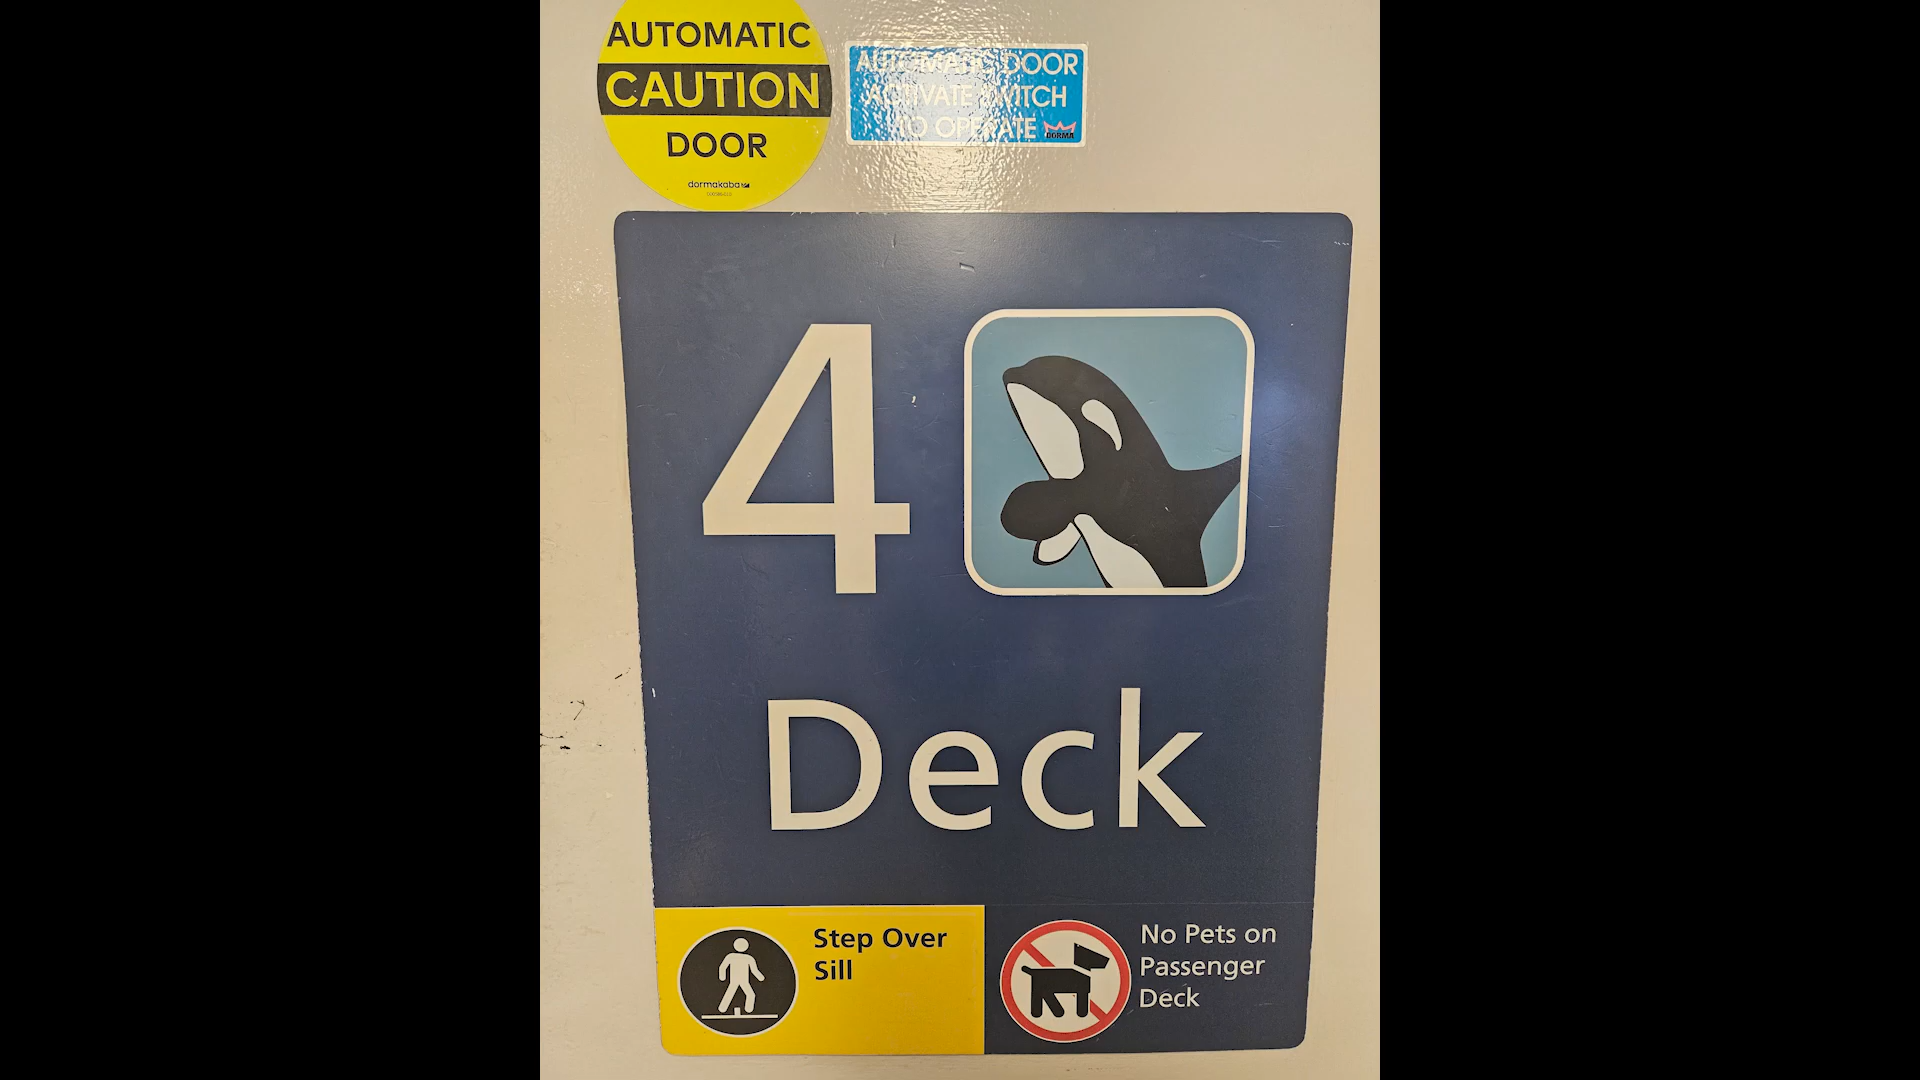 AUTOMATIC
CAUTION
DOOR
dormakaba
AUTOMATIC DOOR
ACTIVATE SWITCH
TO OPERATE DORMA
4
Deck
Step Over
Sill
No Pets on
Passenger
Deck